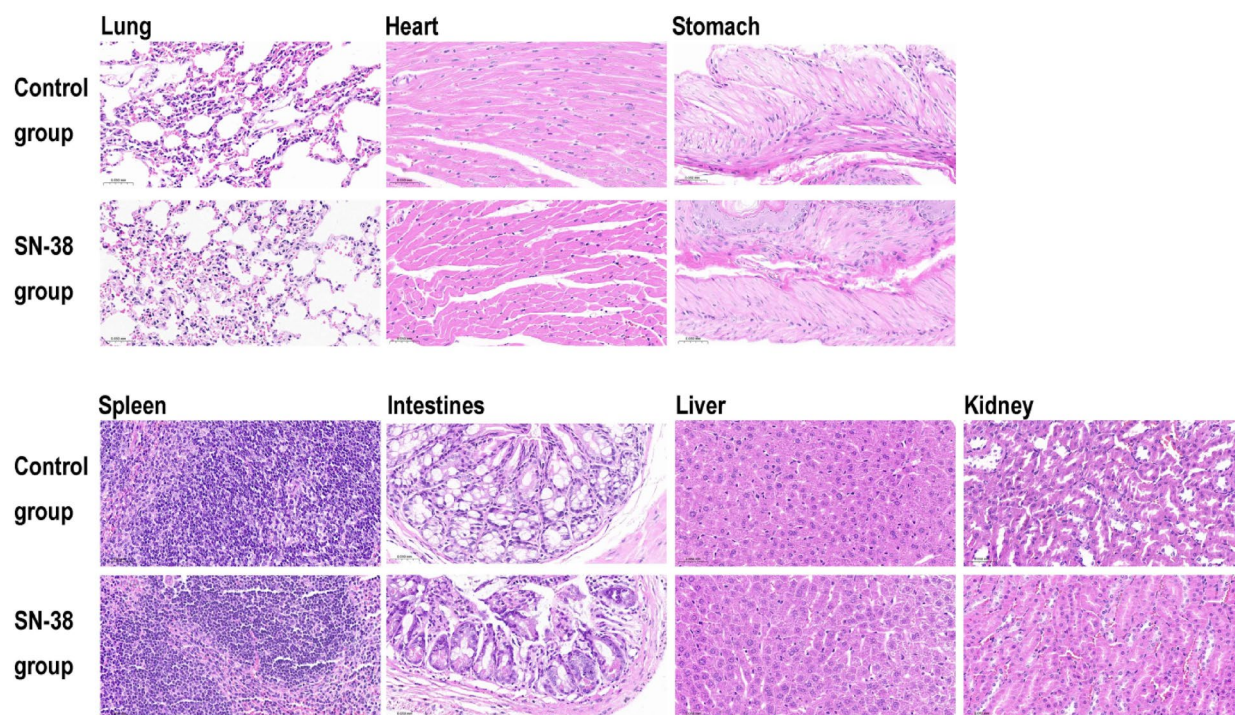 Lung Heart Stomach
Control
group
SN-38
group
Spleen Intestines Liver Kidney
Control
group
SN-38
group